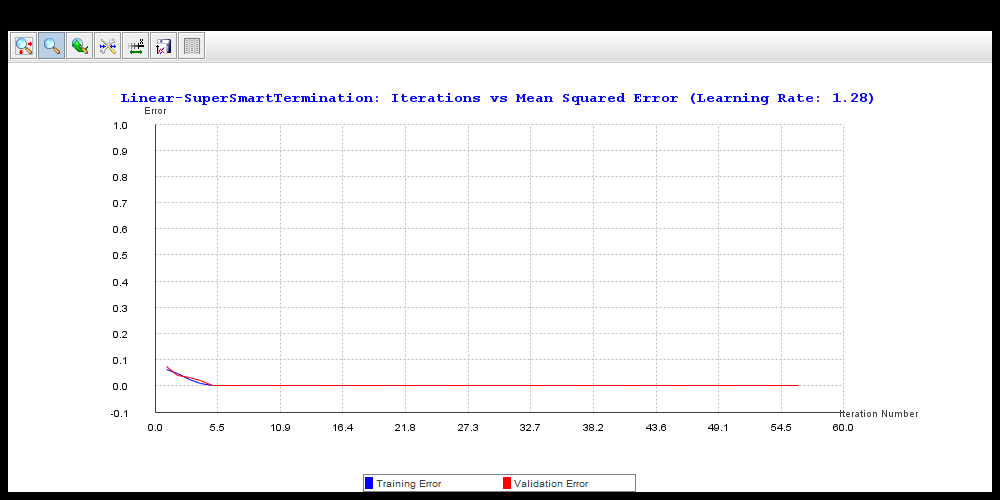 Linear-SuperSmartTermination: Iterations vs Mean Squared Error (Learning Rate: 1.28)
Error
1.0
0.9
0.8
0.7
0.6
0.5
0.4
0.3
0.2
0.1
0.0
-0.1
Iteration Number
0.0 5.5 10.9 16.4 21.8 27.3 32.7 38.2 43.6 49.1 54.5 60.0
Training Error Validation Error